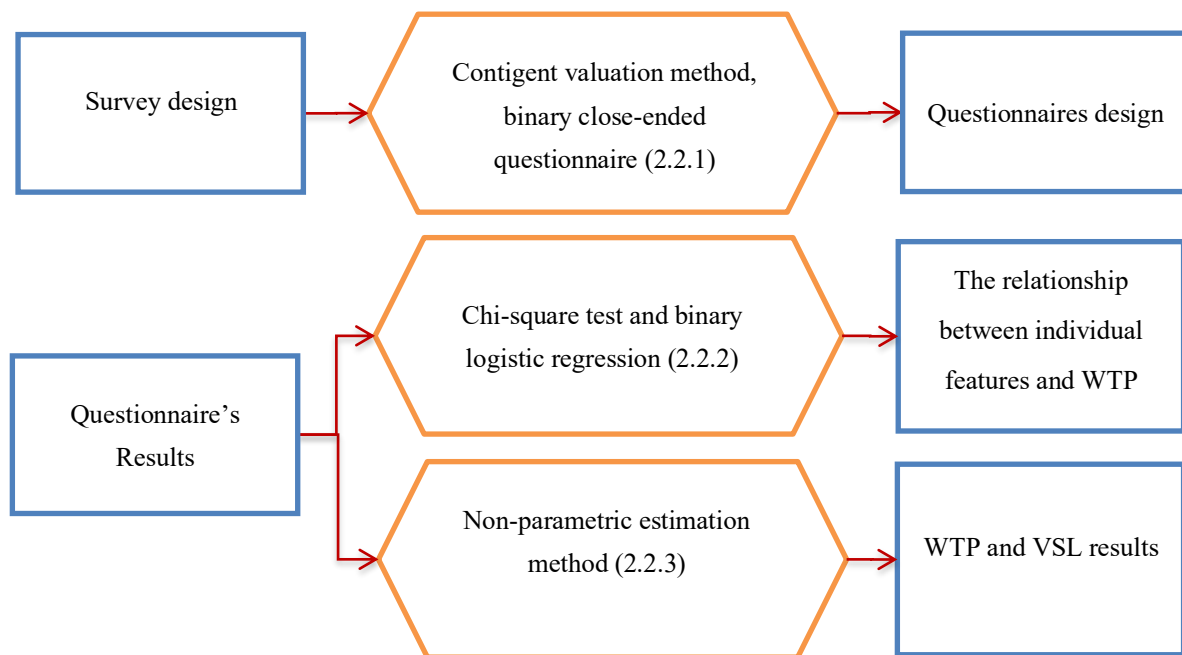 Survey design
Contigent valuation method,
binary close-ended
questionnaire (2.2.1)
Questionnaires design
Questionnaire’s
Results
Chi-square test and binary
logistic regression (2.2.2)
The relationship
between individual
features and WTP
Non-parametric estimation
method (2.2.3)
WTP and VSL results